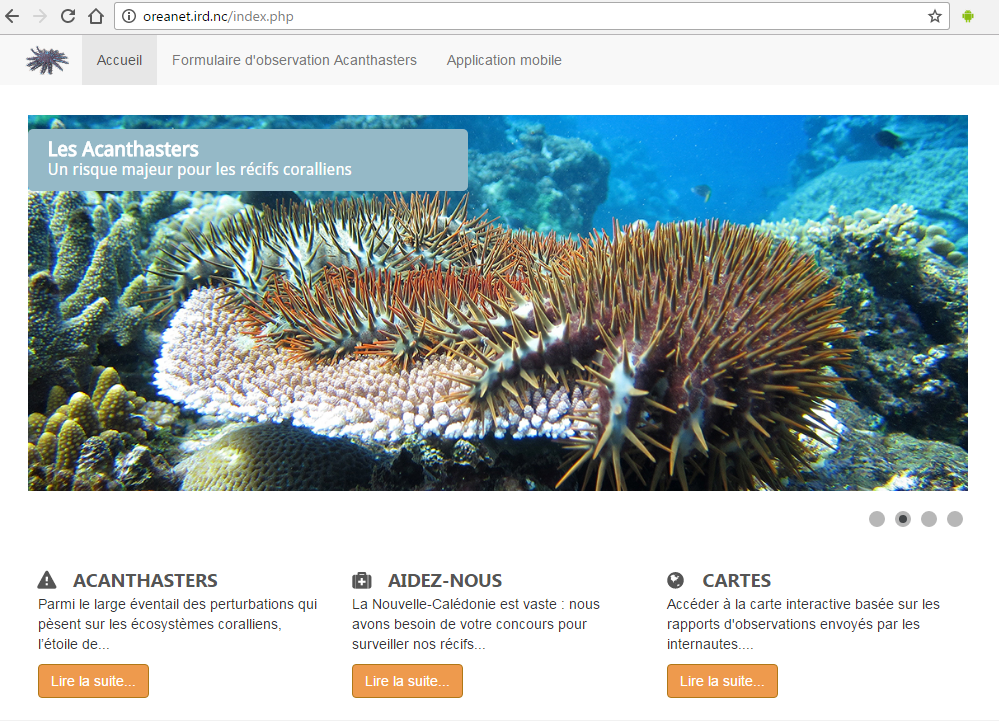 oreanet.ird.nc/index.php
Accueil Formulaire d'observation Acanthasters Application mobile
Les Acanthasters
Un risque majeur pour les récifs coralliens
ACANTHASTERS
Parmi le large éventail des perturbations qui
pèsent sur les écosystèmes coralliens,
l'étoile de...
Lire la suite...
AIDEZ-NOUS
La Nouvelle-Calédonie est vaste : nous
avons besoin de votre concours pour
surveiller nos récifs...
Lire la suite...
CARTES
Accéder à la carte interactive basée sur les
rapports d'observations envoyés par les
internautes....
Lire la suite...